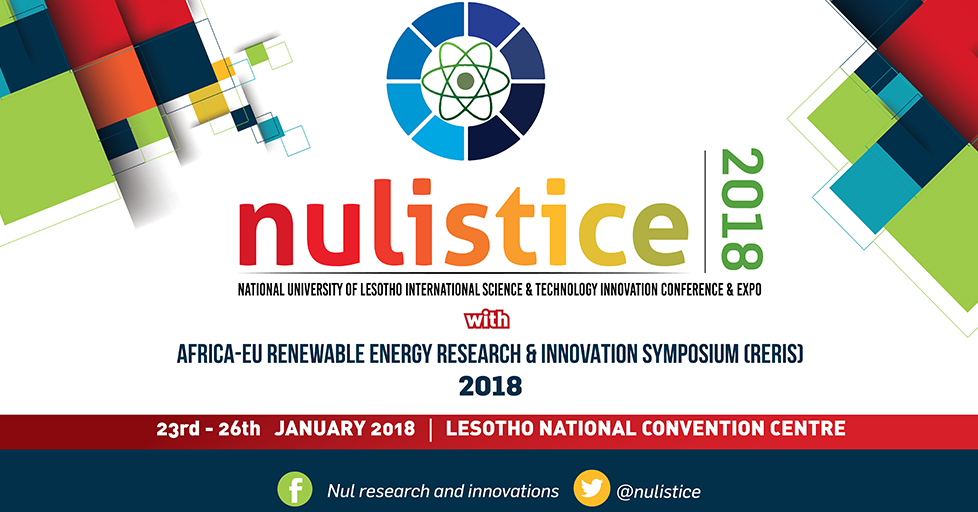 nulistice 2018
NATIONAL UNIVERSITY OF LESOTHO INTERNATIONAL SCIENCE & TECHNOLOGY INNOVATION CONFERENCE & EXPO
with
AFRICA-EU RENEWABLE ENERGY RESEARCH & INNOVATION SYMPOSIUM (RERIS)
2018
23rd - 26th JANUARY 2018 | LESOTHO NATIONAL CONVENTION CENTRE
f Nul research and innovations @nulistice